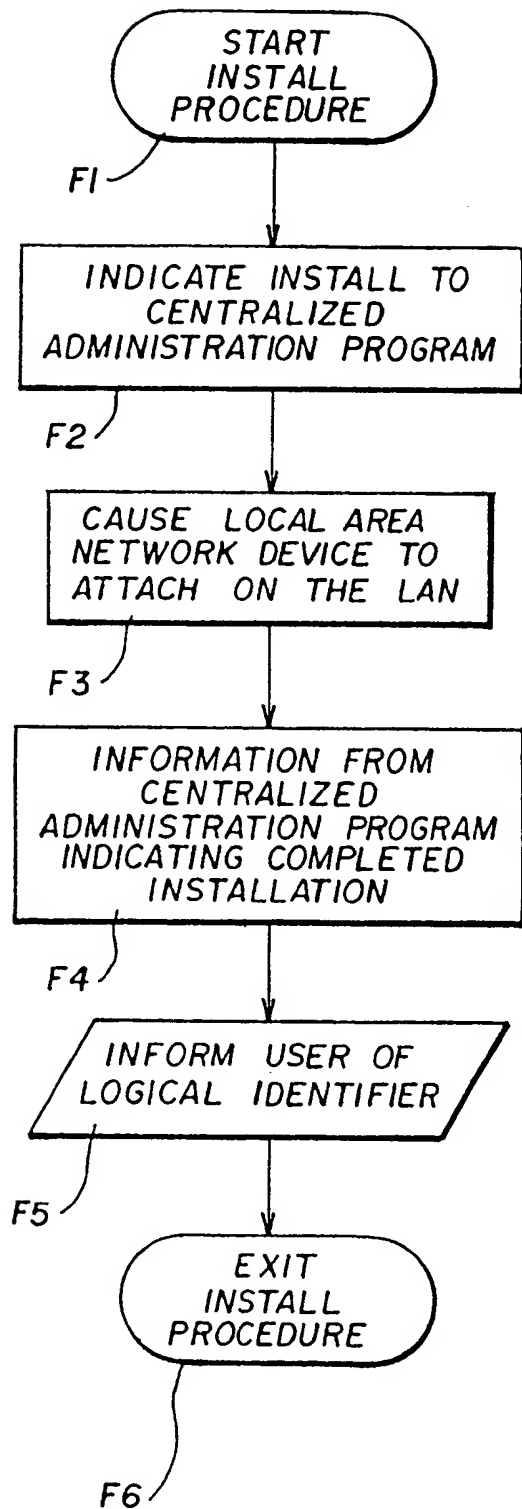 START
INSTALL
PROCEDURE
F1
INDICATE INSTALL TO
CENTRALIZED
ADMINISTRATION PROGRAM
F2
CAUSE LOCAL AREA
NETWORK DEVICE TO
ATTACH ON THE LAN
F3
INFORMATION FROM
CENTRALIZED
ADMINISTRATION PROGRAM
INDICATING COMPLETED
INSTALLATION
F4
INFORM USER OF
LOGICAL IDENTIFIER
F5
EXIT
INSTALL
PROCEDURE
F6